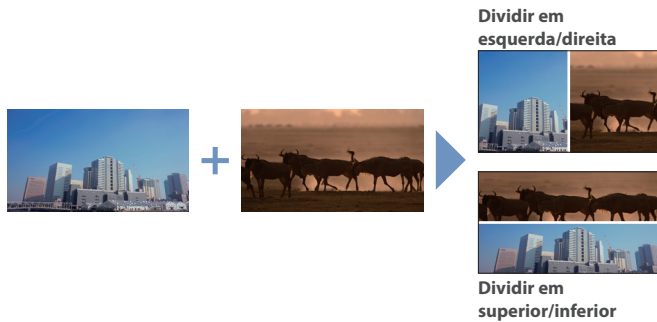 Dividir em
esquerda/direita
Dividir em
superior/inferior